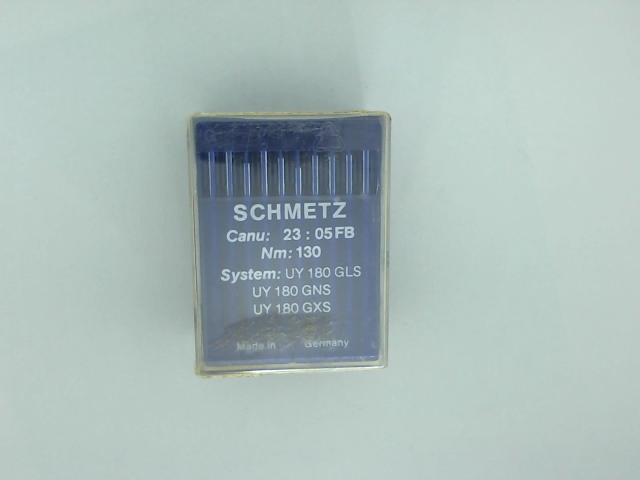 SCHMETZ
Canu: 23 : 05 FB
Nm: 130
System: UY 180 GLS
UY 180 GNS
UY 180 GXS
Made in Germany